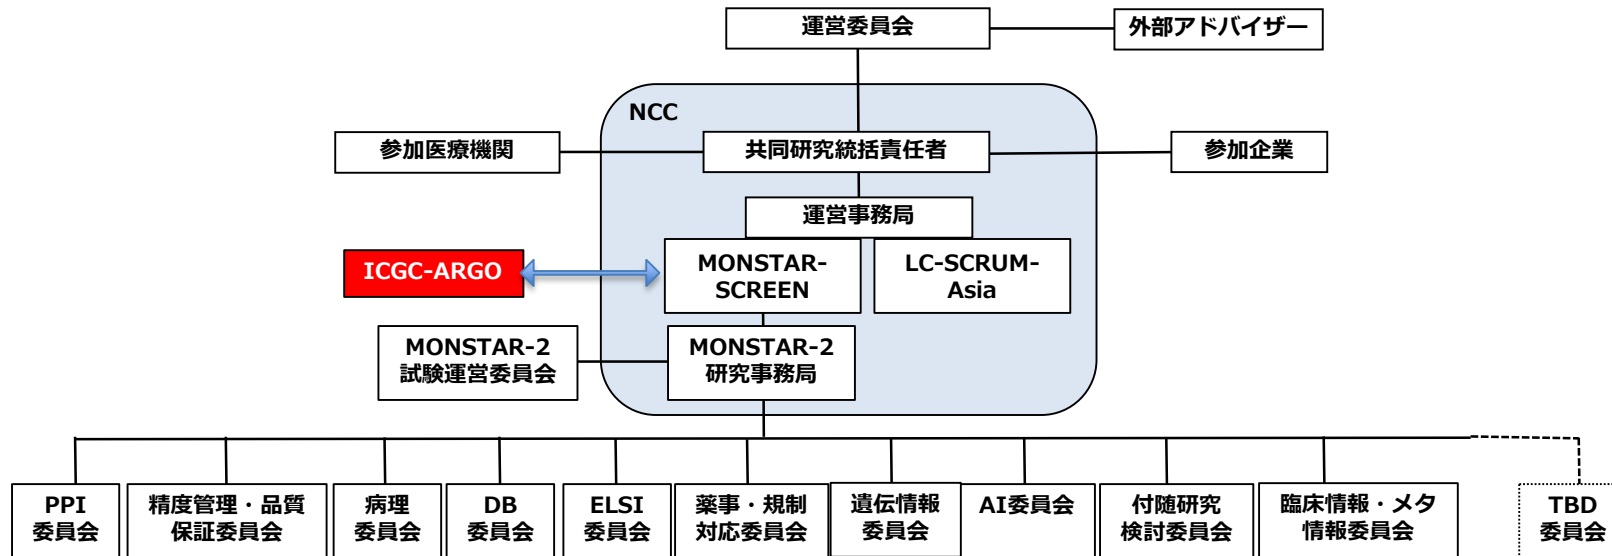 運営委員会
外部アドバイザー
NCC
参加医療機関
共同研究統括責任者
参加企業
運営事務局
ICGC-ARGO
MONSTAR-
SCREEN
LC-SCRUM-
Asia
MONSTAR-2
試験運営委員会
MONSTAR-2
研究事務局
PPI
委員会
精度管理・品質
保証委員会
病理
委員会
DB
委員会
ELSI
委員会
薬事・規制
対応委員会
遺伝情報
委員会
AI委員会
付随研究
検討委員会
臨床情報・メタ
情報委員会
TBD
委員会